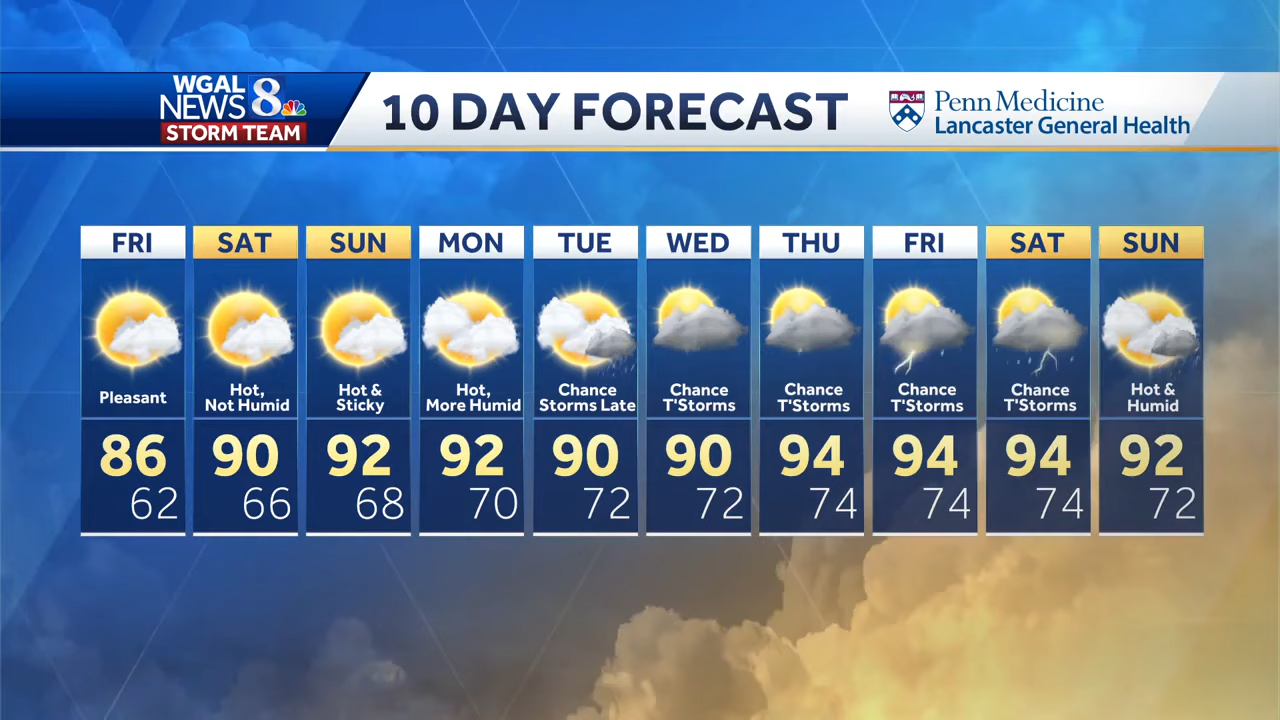 WGAL
NEWS 8
STORM TEAM
10 DAY FORECAST
Penn Medicine
Lancaster General Health
FRI
Pleasant
86
62
SAT
Hot,
Not Humid
90
66
SUN
Hot &
Sticky
92
68
MON
Hot,
More Humid
92
70
TUE
Chance
Storms Late
90
72
WED
Chance
T'Storms
90
72
THU
Chance
T'Storms
94
74
FRI
Chance
T'Storms
94
74
SAT
Chance
T'Storms
94
74
SUN
Hot &
Humid
92
72